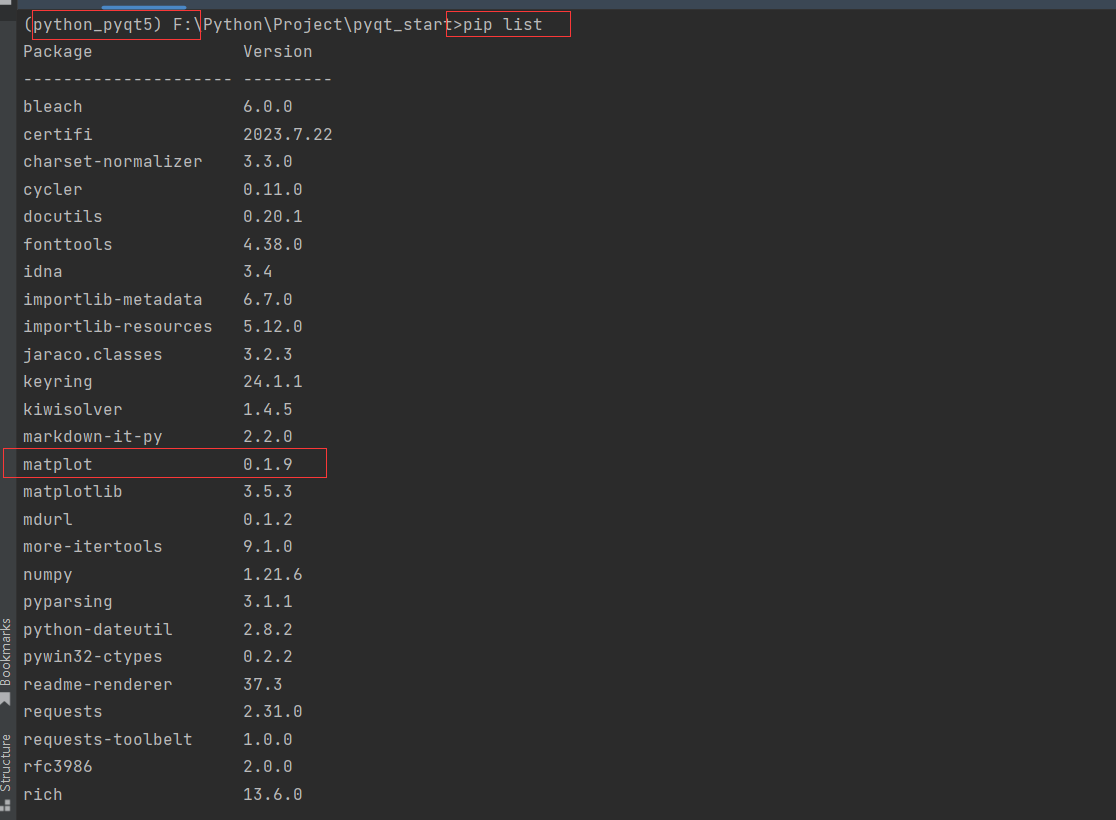 (python_pyqt5) F:\Python\Project\pyqt_start>pip list
Package Version
--------------------- ---------
bleach 6.0.0
certifi 2023.7.22
charset-normalizer 3.3.0
cycler 0.11.0
docutils 0.20.1
fonttools 4.38.0
idna 3.4
importlib-metadata 6.7.0
importlib-resources 5.12.0
jaraco.classes 3.2.3
keyring 24.1.1
kiwisolver 1.4.5
markdown-it-py 2.2.0
matplot 0.1.9
matplotlib 3.5.3
mdurl 0.1.2
more-itertools 9.1.0
numpy 1.21.6
pyparsing 3.1.1
python-dateutil 2.8.2
pywin32-ctypes 0.2.2
readme-renderer 37.3
requests 2.31.0
requests-toolbelt 1.0.0
rfc3986 2.0.0
rich 13.6.0
Bookmarks
Structure